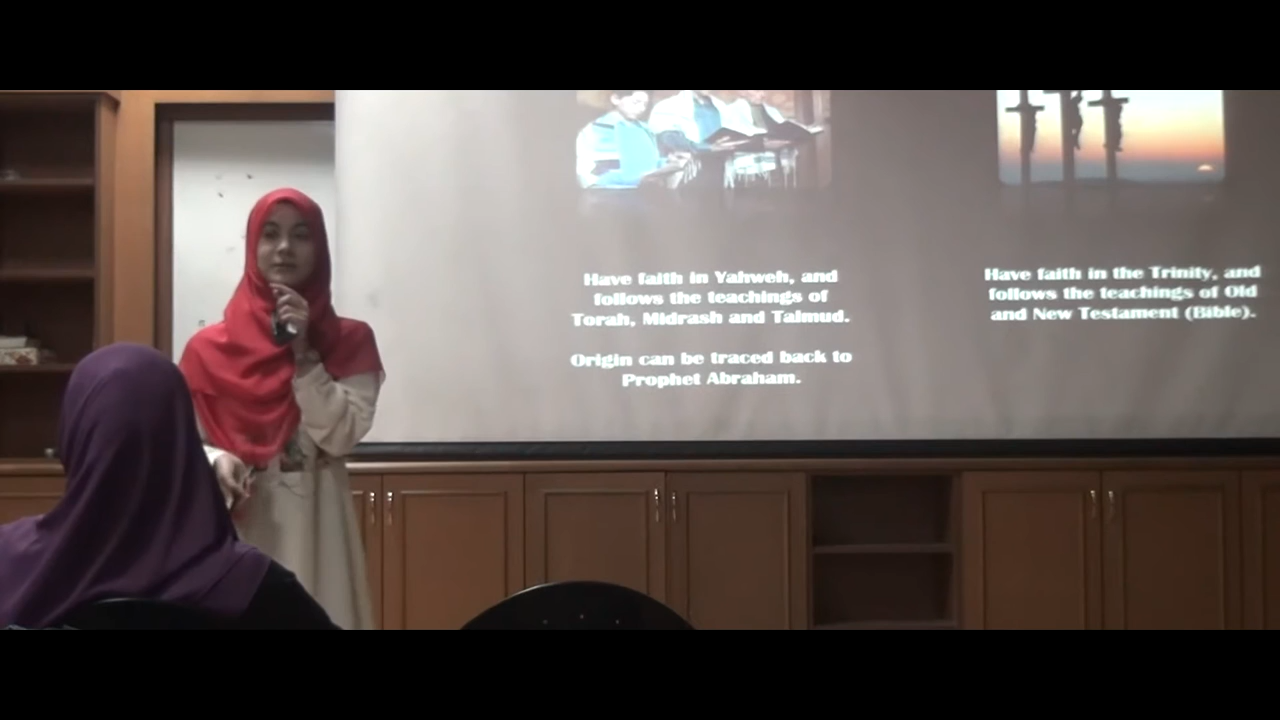 Have faith in Yahweh, and
follows the teachings of
Torah, Midrash and Talmud.
Origin can be traced back to
Prophet Abraham.
Have faith in the Trinity, and
follows the teachings of Old
and New Testament (Bible).